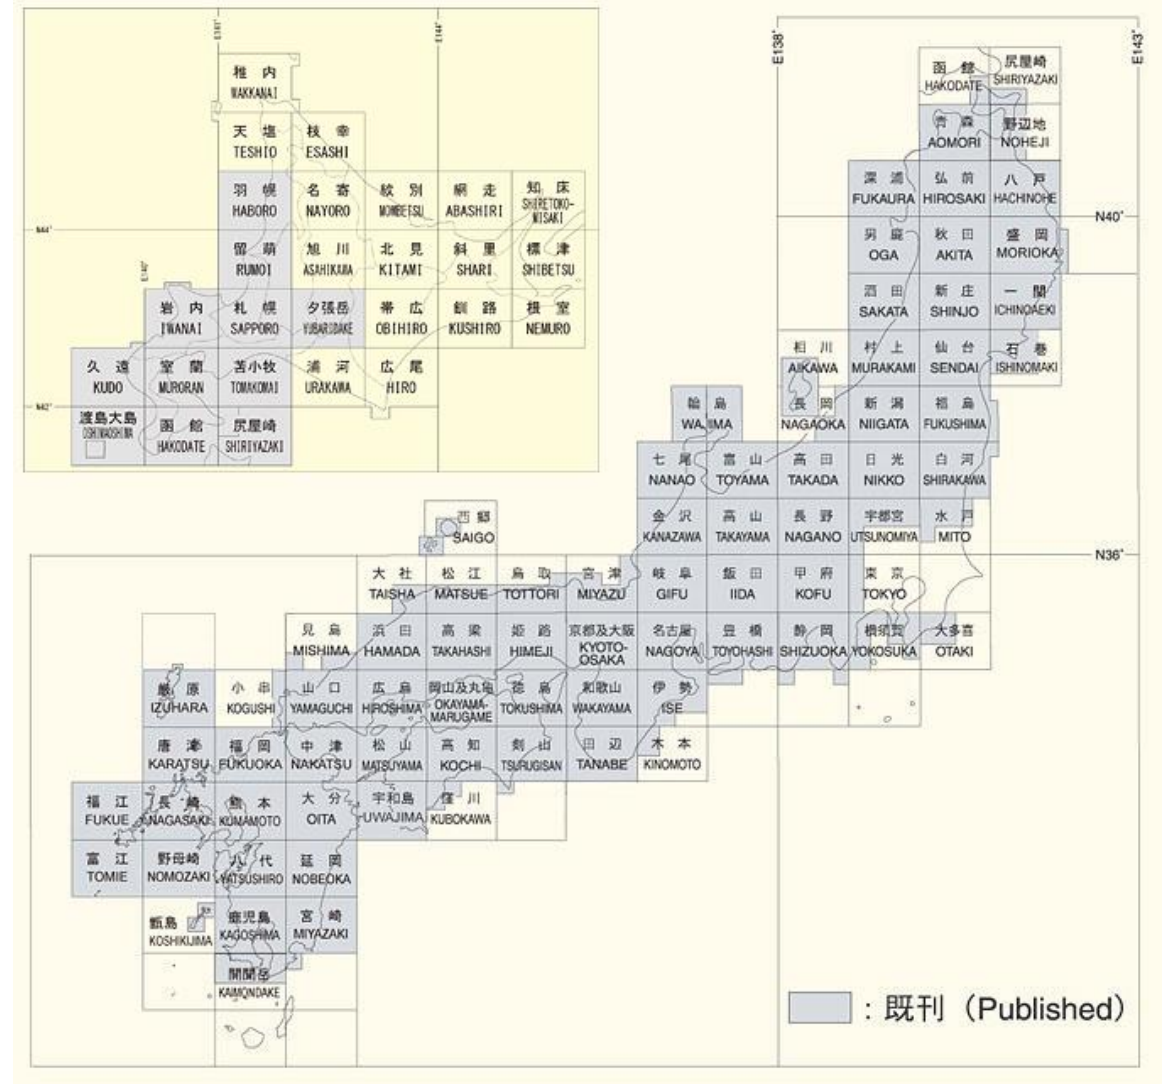 E141°
E144°
稚内
WAKKANAI
天塩
TESHIO
枝幸
ESASHI
羽幌
HABORO
名寄
NAYORO
紋別
MOMBETSU
網走
ABASHIRI
知床
SHIRETOKO-
MISAKI
N44°
留萌
RUMOI
旭川
ASAHIKAWA
北見
KITAMI
斜里
SHARI
標津
SHIBETSU
E140°
岩内
IWANAI
札幌
SAPPORO
夕張岳
YUBARIDAKE
帯広
OBIHIRO
釧路
KUSHIRO
根室
NEMURO
久遠
KUDO
室蘭
MURORAN
苫小牧
TOMAKOMAI
浦河
URAKAWA
広尾
HIRO
N42°
渡島大島
OSHIMAOSHIMA
函館
HAKODATE
尻屋崎
SHIRIYAZAKI
E138°
E143°
函館
HAKODATE
尻屋崎
SHIRIYAZAKI
青森
AOMORI
野辺地
NOHEJI
深浦
FUKAURA
弘前
HIROSAKI
八戸
HACHINOHE
N40°
男鹿
OGA
秋田
AKITA
盛岡
MORIOKA
酒田
SAKATA
新庄
SHINJO
一関
ICHINOAEKI
相川
AIKAWA
村上
MURAKAMI
仙台
SENDAI
石巻
ISHINOMAKI
輪島
WAJIMA
長岡
NAGAOKA
新潟
NIIGATA
福島
FUKUSHIMA
七尾
NANAO
富山
TOYAMA
高田
TAKADA
日光
NIKKO
白河
SHIRAKAWA
西郷
SAIGO
金沢
KANAZAWA
高山
TAKAYAMA
長野
NAGANO
宇都宮
UTSUNOMIYA
水戸
MITO
N36°
大社
TAISHA
松江
MATSUE
鳥取
TOTTORI
宮津
MIYAZU
岐阜
GIFU
飯田
IIDA
甲府
KOFU
東京
TOKYO
見島
MISHIMA
浜田
HAMADA
高梁
TAKAHASHI
姫路
HIMEJI
京都及大阪
KYOTO-
OSAKA
名古屋
NAGOYA
豊橋
TOYOHASHI
静岡
SHIZUOKA
横須賀
YOKOSUKA
大多喜
OTAKI
厳原
IZUHARA
小串
KOGUSHI
山口
YAMAGUCHI
広島
HIROSHIMA
岡山及丸亀
OKAYAMA-
MARUGAME
徳島
TOKUSHIMA
和歌山
WAKAYAMA
伊勢
ISE
唐津
KARATSU
福岡
FUKUOKA
中津
NAKATSU
松山
MATSUYAMA
高知
KOCHI
剣山
TSURUGISAN
田辺
TANABE
木本
KINOMOTO
福江
FUKUE
長崎
NAGASAKI
熊本
KUMAMOTO
大分
OITA
宇和島
UWAJIMA
窪川
KUBOKAWA
富江
TOMIE
野母崎
NOMOZAKI
八代
YATSUSHIRO
延岡
NOBEOKA
甑島
KOSHIKIJIMA
鹿児島
KAGOSHIMA
宮崎
MIYAZAKI
開聞岳
KAIMONDAKE
：既刊（Published）